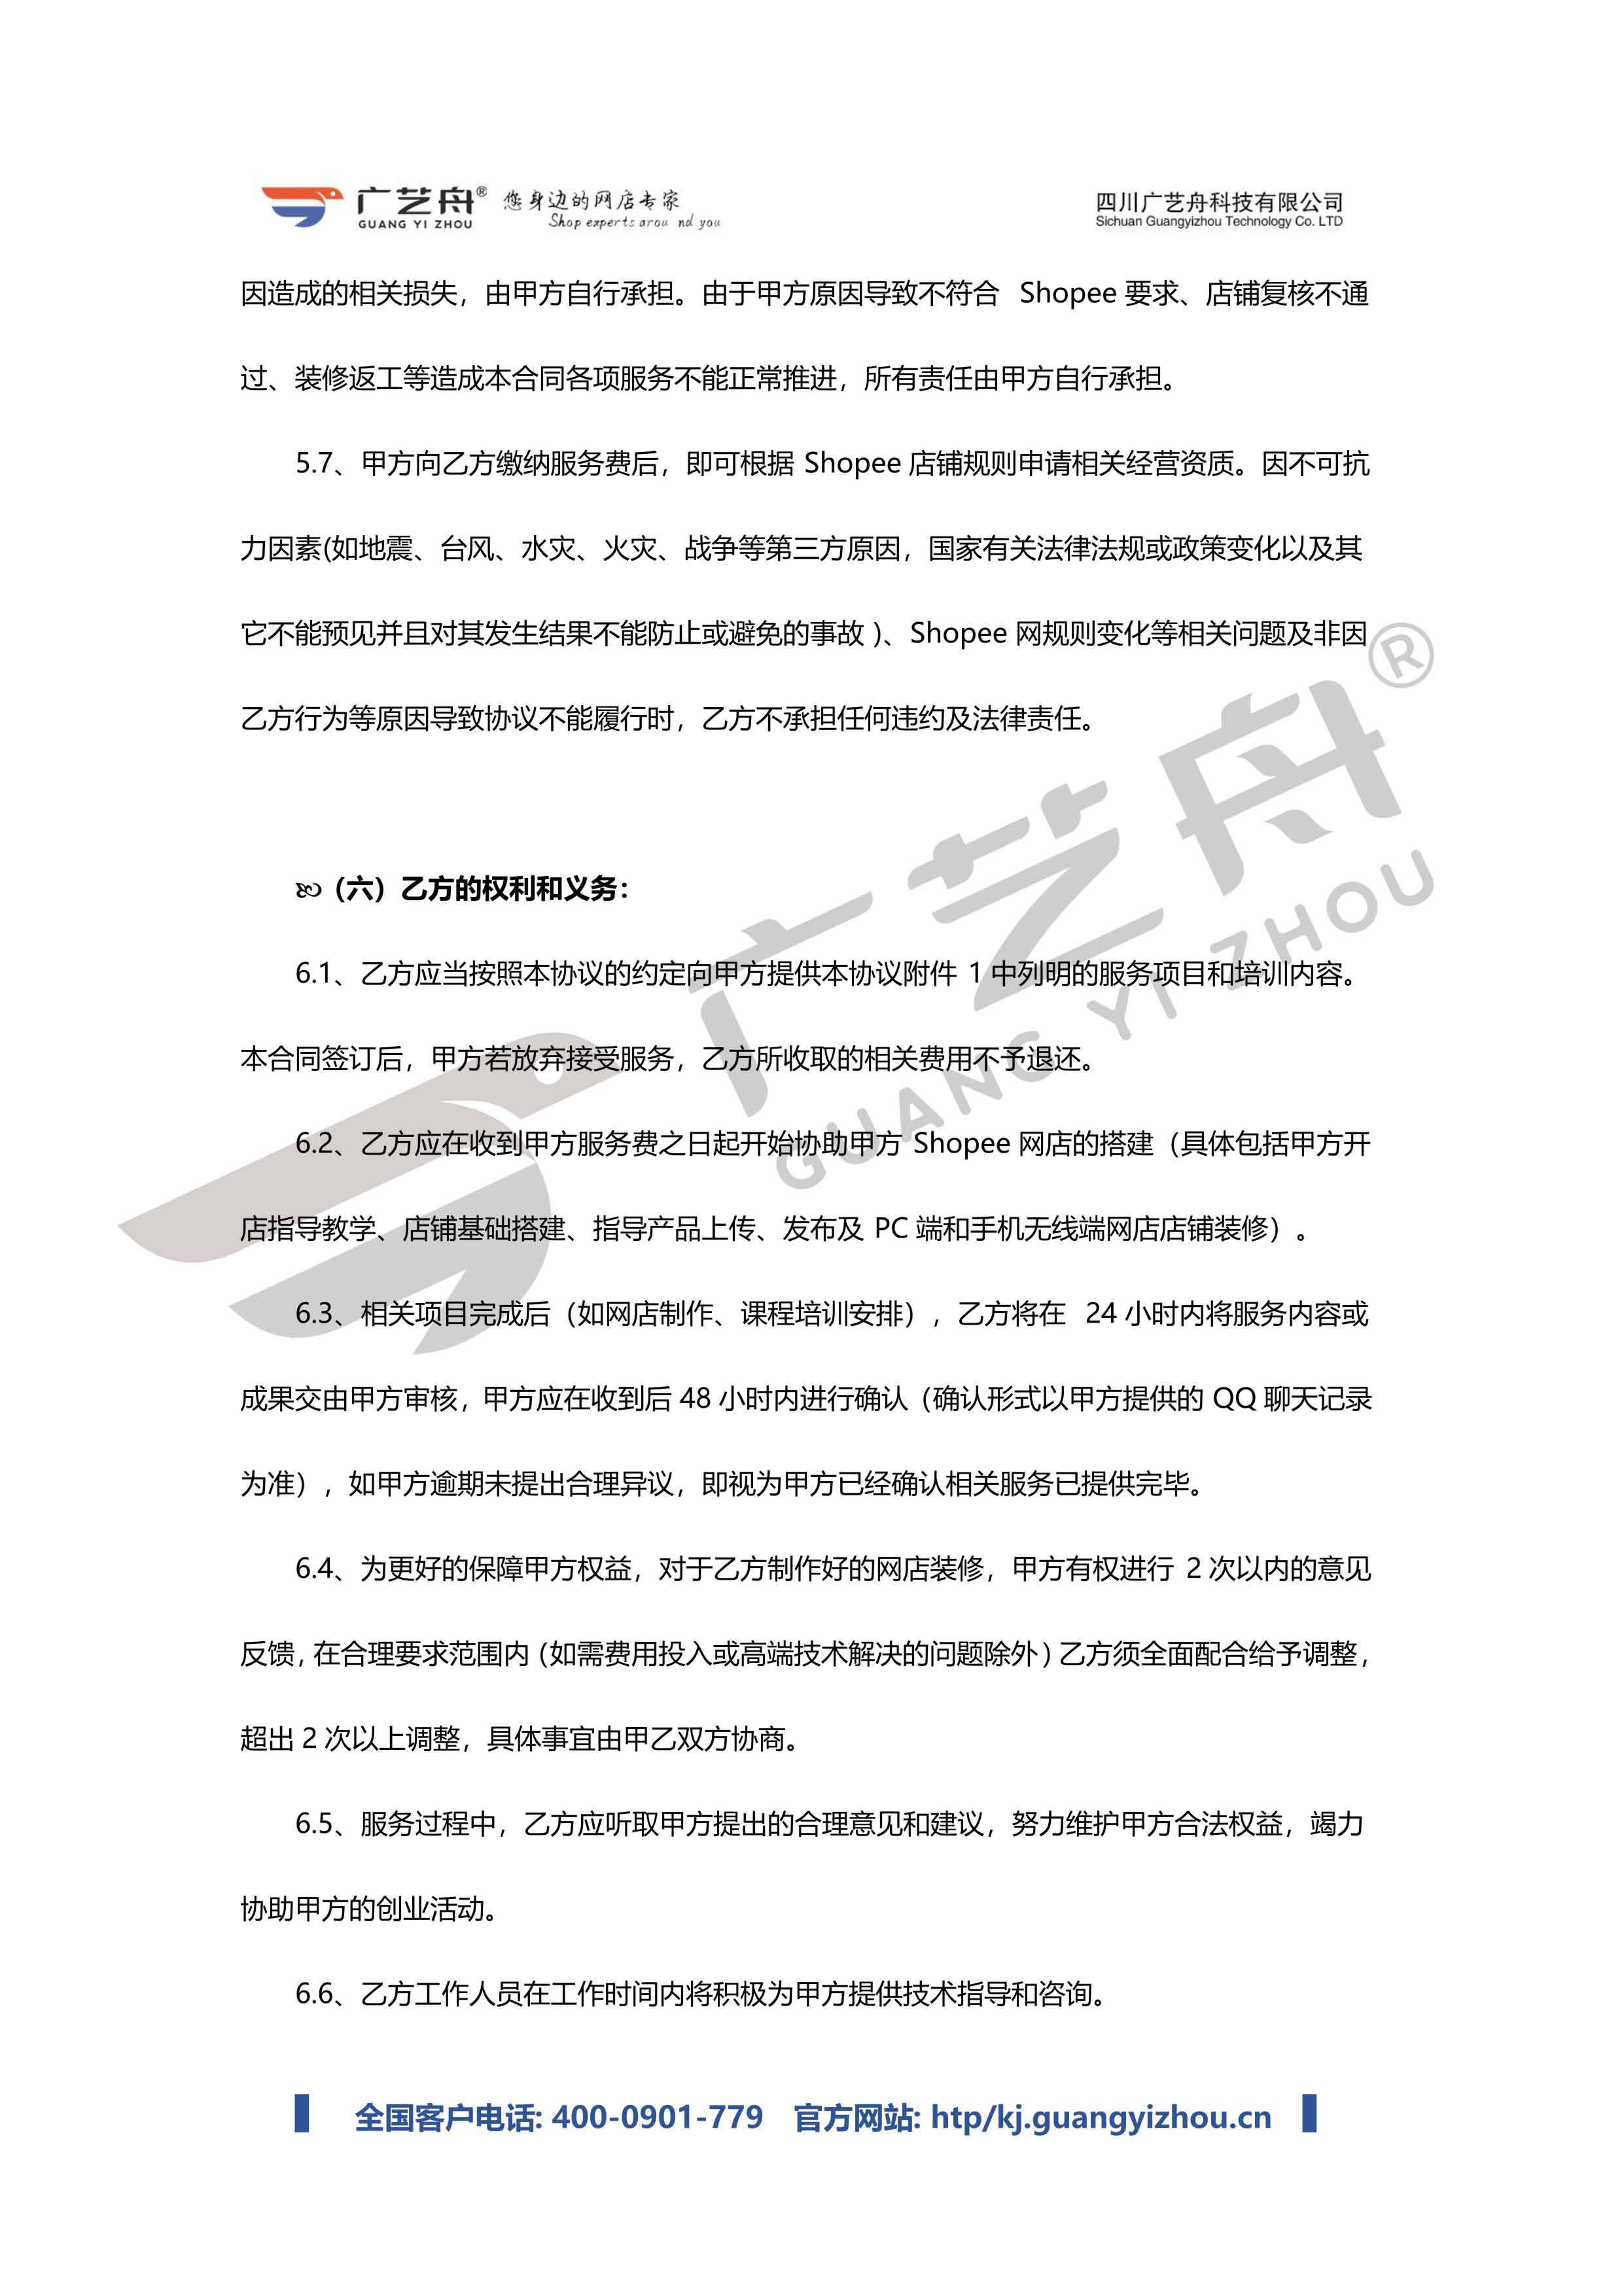 广艺舟®
GUANG YI ZHOU
您身边的网店专家
Shop experts arou nd you
四川广艺舟科技有限公司
Sichuan Guangyizhou Technology Co. LTD
因造成的相关损失，由甲方自行承担。由于甲方原因导致不符合 Shopee 要求、店铺复核不通
过、装修返工等造成本合同各项服务不能正常推进，所有责任由甲方自行承担。
5.7、甲方向乙方缴纳服务费后，即可根据 Shopee 店铺规则申请相关经营资质。因不可抗
力因素(如地震、台风、水灾、火灾、战争等第三方原因，国家有关法律法规或政策变化以及其
它不能预见并且对其发生结果不能防止或避免的事故 )、Shopee 网规则变化等相关问题及非因
乙方行为等原因导致协议不能履行时，乙方不承担任何违约及法律责任。
（六）乙方的权利和义务：
6.1、乙方应当按照本协议的约定向甲方提供本协议附件 1 中列明的服务项目和培训内容。
本合同签订后，甲方若放弃接受服务，乙方所收取的相关费用不予退还。
6.2、乙方应在收到甲方服务费之日起开始协助甲方 Shopee 网店的搭建（具体包括甲方开
店指导教学、店铺基础搭建、指导产品上传、发布及 PC 端和手机无线端网店店铺装修）。
6.3、相关项目完成后（如网店制作、课程培训安排），乙方将在 24 小时内将服务内容或
成果交由甲方审核，甲方应在收到后 48 小时内进行确认（确认形式以甲方提供的 QQ 聊天记录
为准），如甲方逾期未提出合理异议，即视为甲方已经确认相关服务已提供完毕。
6.4、为更好的保障甲方权益，对于乙方制作好的网店装修，甲方有权进行 2 次以内的意见
反馈，在合理要求范围内（如需费用投入或高端技术解决的问题除外）乙方须全面配合给予调整，
超出 2 次以上调整，具体事宜由甲乙双方协商。
6.5、服务过程中，乙方应听取甲方提出的合理意见和建议，努力维护甲方合法权益，竭力
协助甲方的创业活动。
6.6、乙方工作人员在工作时间内将积极为甲方提供技术指导和咨询。
广艺舟®
GUANG YI ZHOU
全国客户电话: 400-0901-779 官方网站: htp/kj.guangyizhou.cn